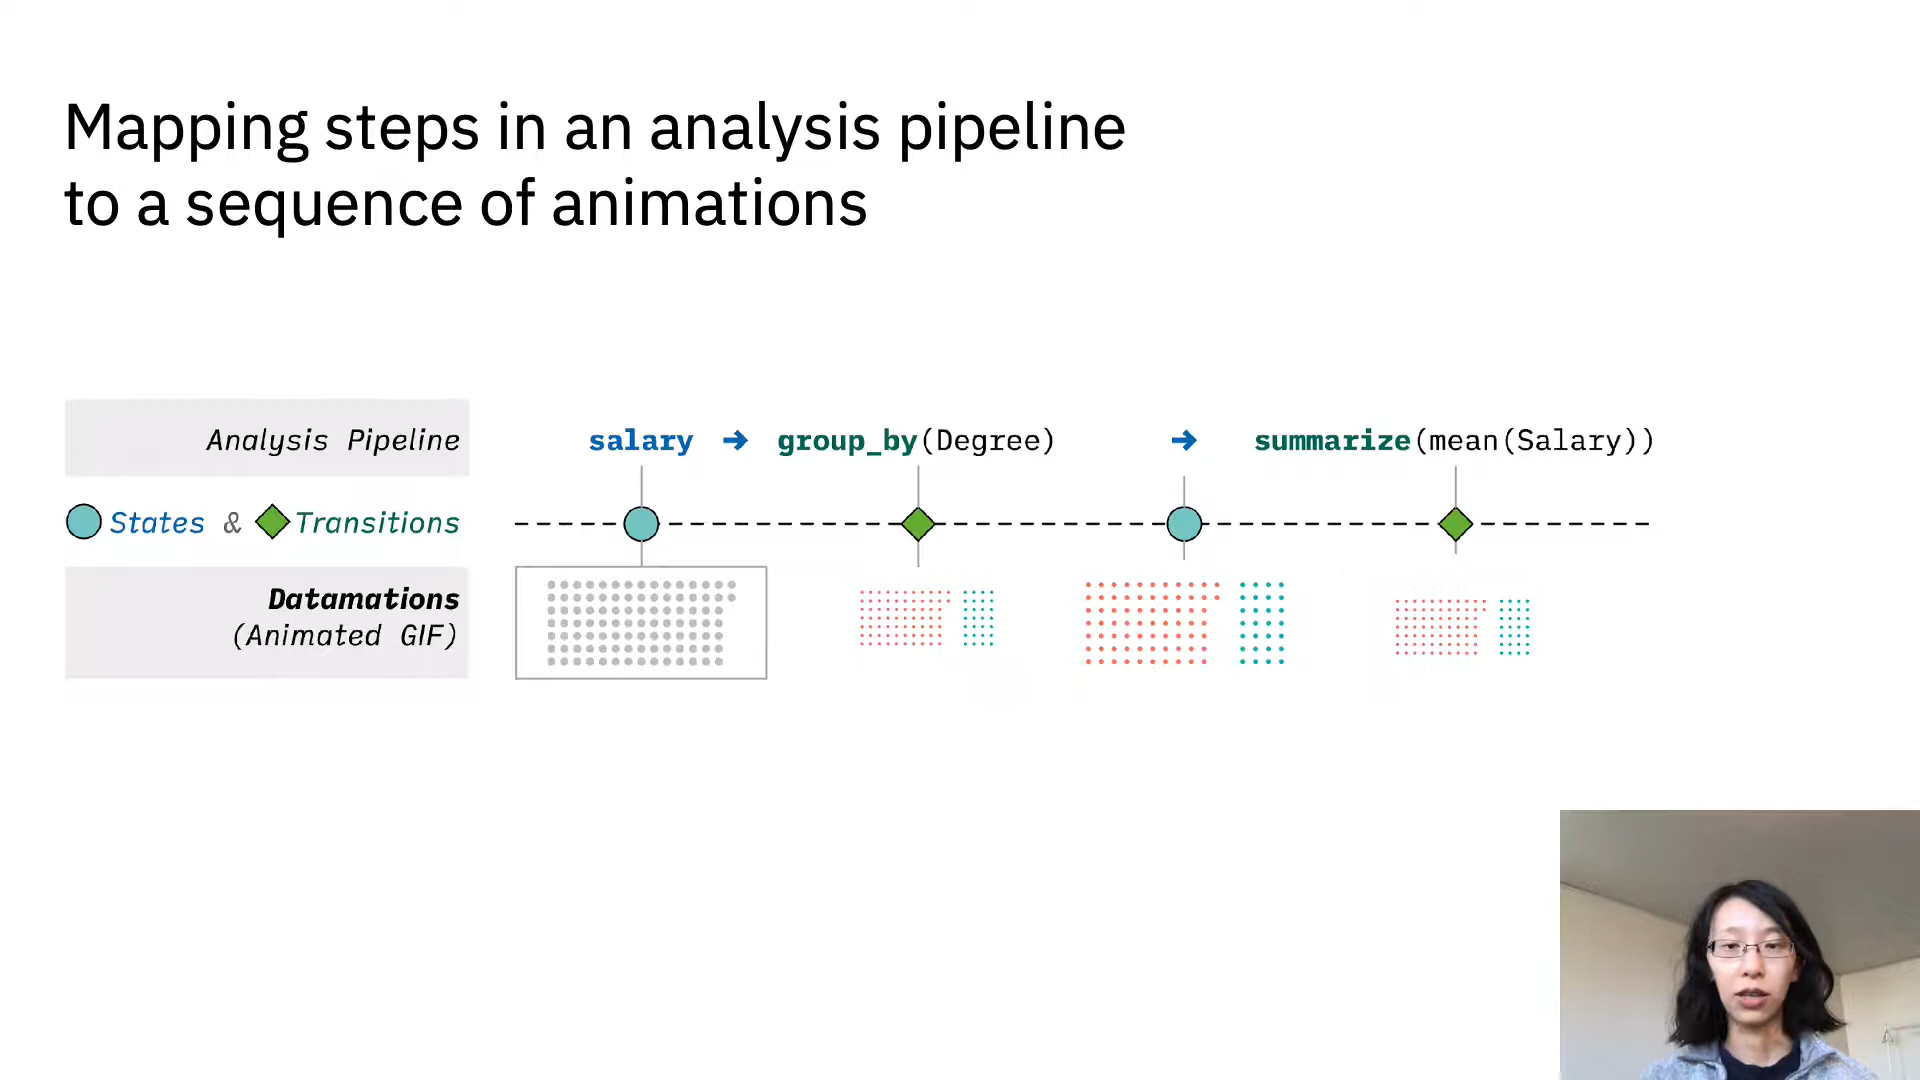 Mapping steps in an analysis pipeline
to a sequence of animations
Analysis Pipeline
salary → group_by(Degree) → summarize(mean(Salary))
States & Transitions
Datamations
(Animated GIF)